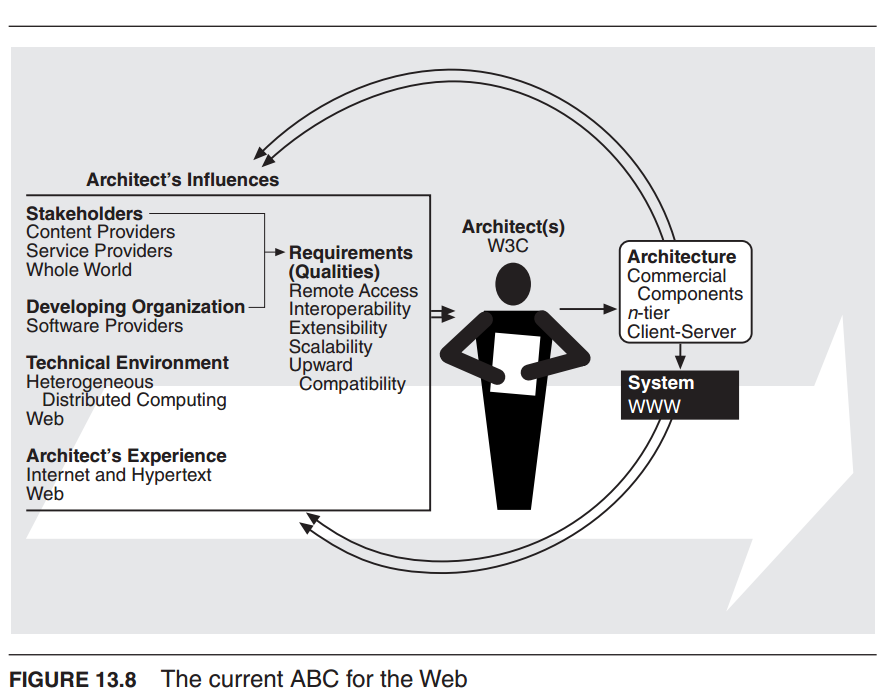 Architect's Influences
Stakeholders
Content Providers
Service Providers
Whole World
Developing Organization
Software Providers
Technical Environment
Heterogeneous
Distributed Computing
Web
Architect's Experience
Internet and Hypertext
Web
Requirements
(Qualities)
Remote Access
Interoperability
Extensibility
Scalability
Upward
Compatibility
Architect(s)
W3C
Architecture
Commercial
Components
n-tier
Client-Server
System
WWW
FIGURE 13.8 The current ABC for the Web